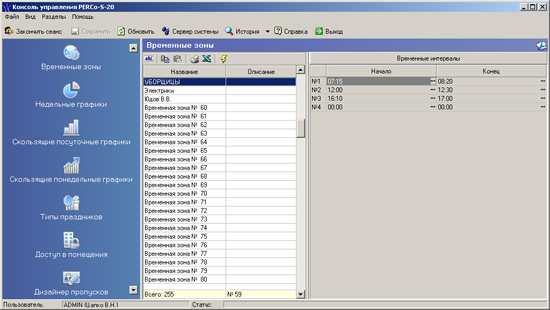 Консоль управления PERCo-S-20
Файл Вид Разделы Помощь
Закончить сеанс Сохранить Обновить Сервер системы История Справка Выход
Временные зоны
Недельные графики
Скользящие посуточные графики
Скользящие понедельные графики
Типы праздников
Доступ в помещения
Дизайнер пропусков
Временные зоны
Название Описание
УБОРЩИЦЫ
Электрики
Юдов В.В.
Временная зона № 60
Временная зона № 61
Временная зона № 62
Временная зона № 63
Временная зона № 64
Временная зона № 65
Временная зона № 66
Временная зона № 67
Временная зона № 68
Временная зона № 69
Временная зона № 70
Временная зона № 71
Временная зона № 72
Временная зона № 73
Временная зона № 74
Временная зона № 75
Временная зона № 76
Временная зона № 77
Временная зона № 78
Временная зона № 79
Временная зона № 80
Всего: 255 № 59
Временные интервалы
Начало Конец
№1 07:15 08:20
№2 12:00 12:30
№3 16:10 17:00
№4 00:00 00:00
Пользователь: ADMIN (Цапко В.Н.) Статус: